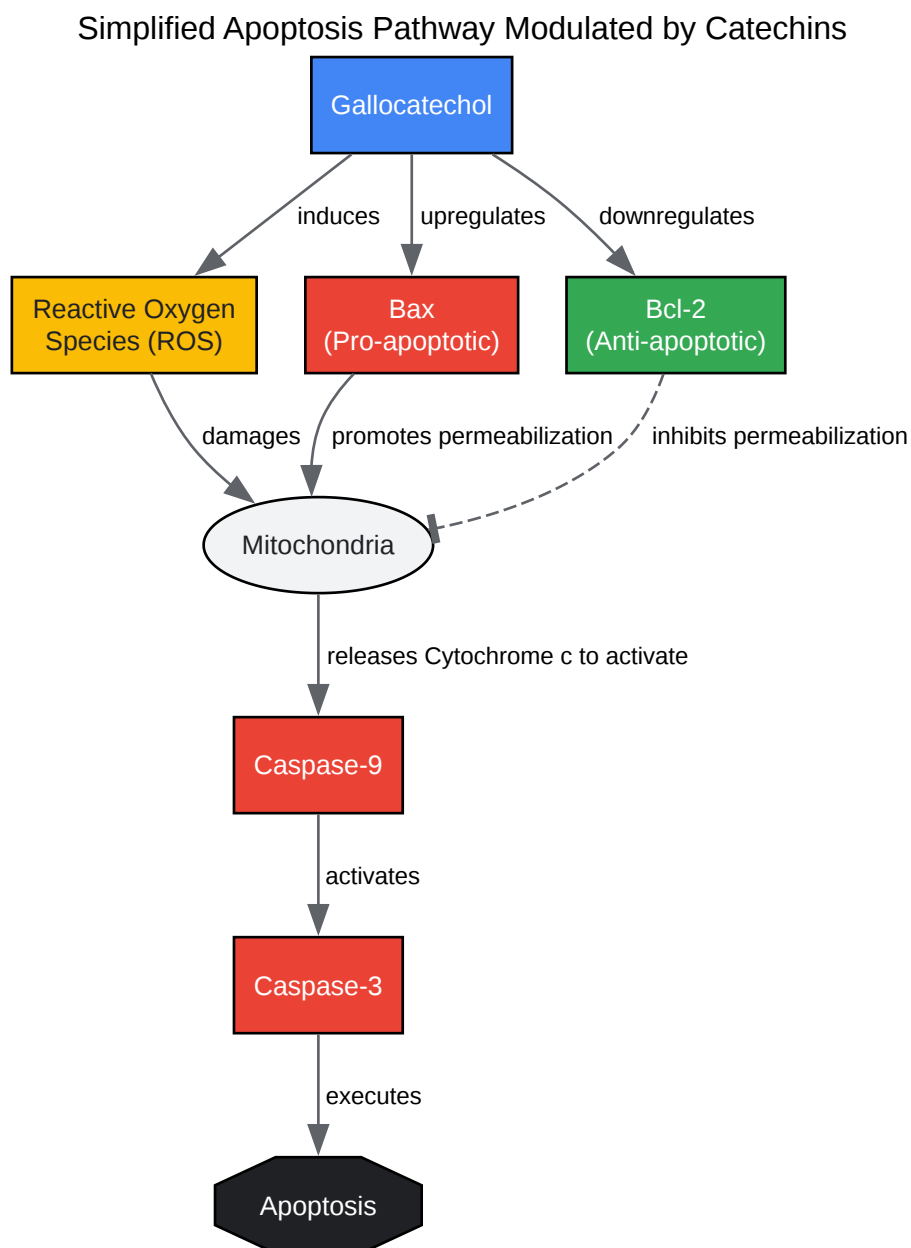 Simplified Apoptosis Pathway Modulated by Catechins
Gallocatechol
induces
upregulates
downregulates
Reactive Oxygen
Species (ROS)
Bax
(Pro-apoptotic)
Bcl-2
(Anti-apoptotic)
damages
promotes permeabilization
inhibits permeabilization
Mitochondria
releases Cytochrome c to activate
Caspase-9
activates
Caspase-3
executes
Apoptosis